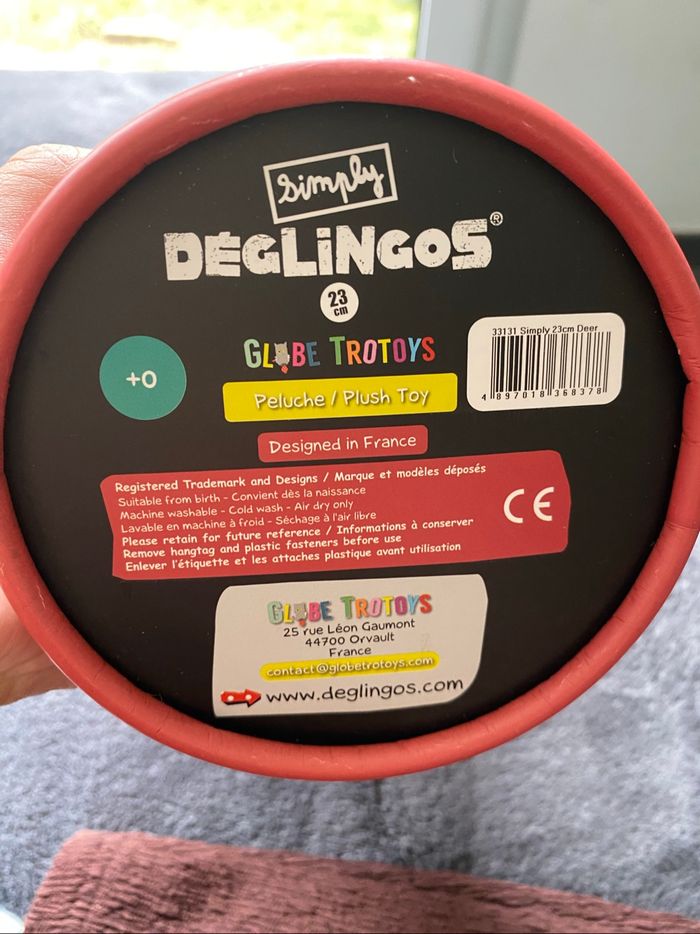 Simply
DÉGLiNGOS®
23
cm
GLOBE TROTOYS
33131 Simply 23cm Deer
4 897018 368378
+0
Peluche / Plush Toy
Designed in France
Registered Trademark and Designs / Marque et modèles déposés
Suitable from birth - Convient dès la naissance
Machine washable - Cold wash - Air dry only
Lavable en machine à froid - Séchage à l'air libre
Please retain for future reference / Informations à conserver
Remove hangtag and plastic fasteners before use
Enlever l'étiquette et les attaches plastique avant utilisation
CE
GLOBE TROTOYS
25 rue Léon Gaumont
44700 Orvault
France
contact@globetrotoys.com
www.deglingos.com